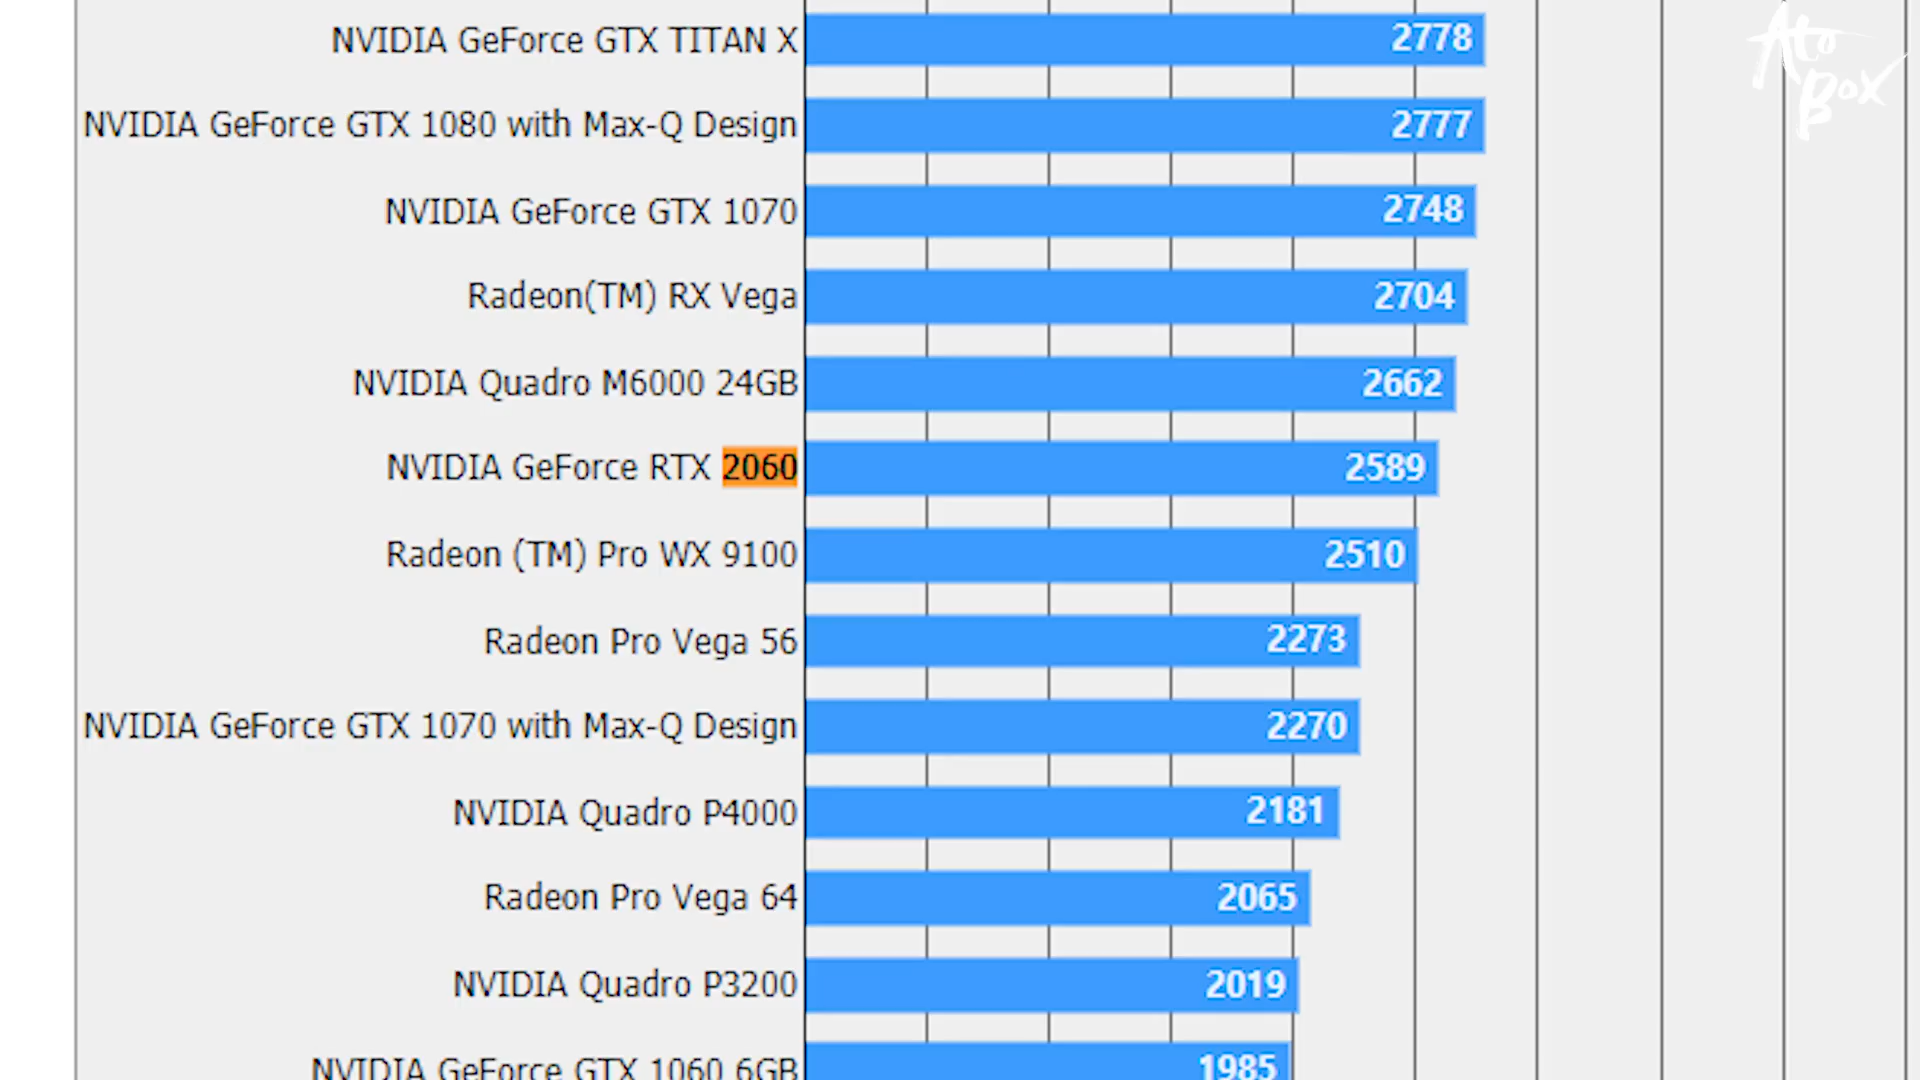 NVIDIA GeForce GTX TITAN X 2778
NVIDIA GeForce GTX 1080 with Max-Q Design 2777
NVIDIA GeForce GTX 1070 2748
Radeon(TM) RX Vega 2704
NVIDIA Quadro M6000 24GB 2662
NVIDIA GeForce RTX 2060 2589
Radeon (TM) Pro WX 9100 2510
Radeon Pro Vega 56 2273
NVIDIA GeForce GTX 1070 with Max-Q Design 2270
NVIDIA Quadro P4000 2181
Radeon Pro Vega 64 2065
NVIDIA Quadro P3200 2019
NVIDIA GeForce GTX 1060 6GB 1985
Ato
Box